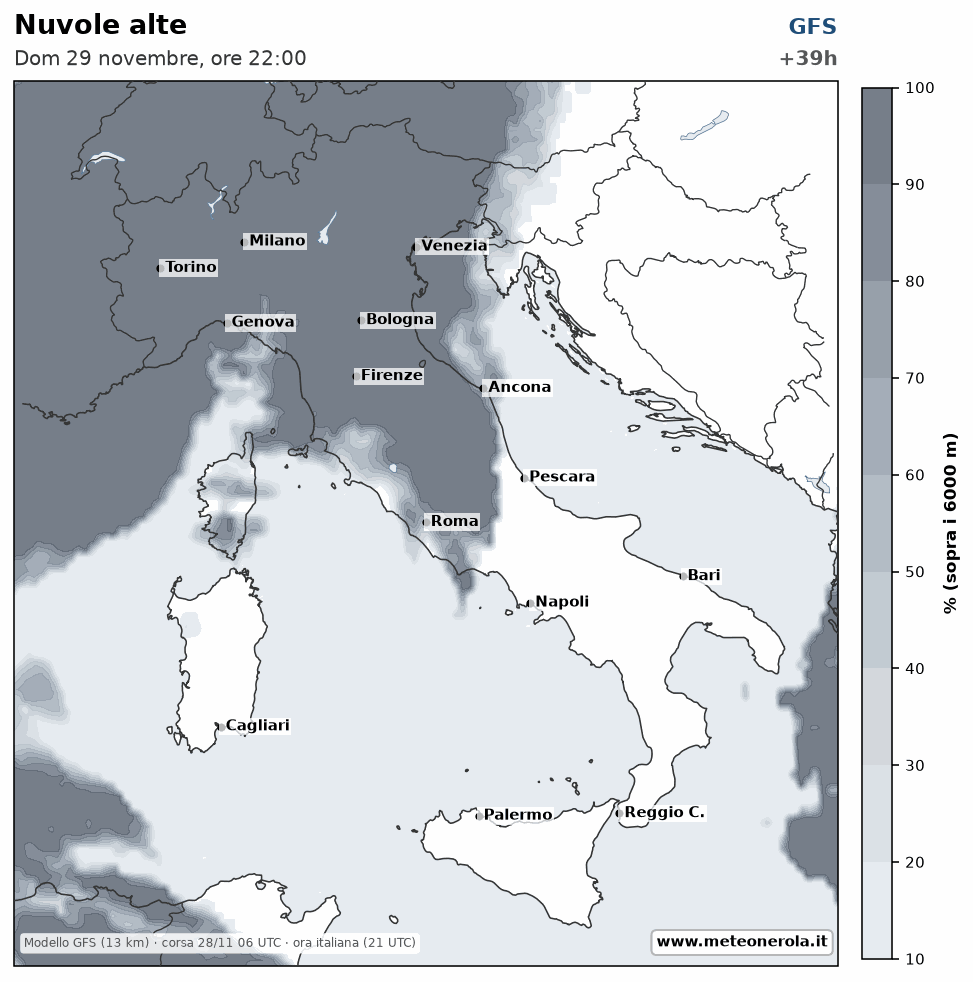 Nuvole alte
GFS
Dom 29 novembre, ore 22:00
+39h
100
90
80
70
60
50
40
30
20
10
% (sopra i 6000 m)
Milano
Venezia
Torino
Genova
Bologna
Firenze
Ancona
Pescara
Roma
Bari
Napoli
Cagliari
Palermo
Reggio C.
Modello GFS (13 km) · corsa 28/11 06 UTC · ora italiana (21 UTC)
www.meteonerola.it